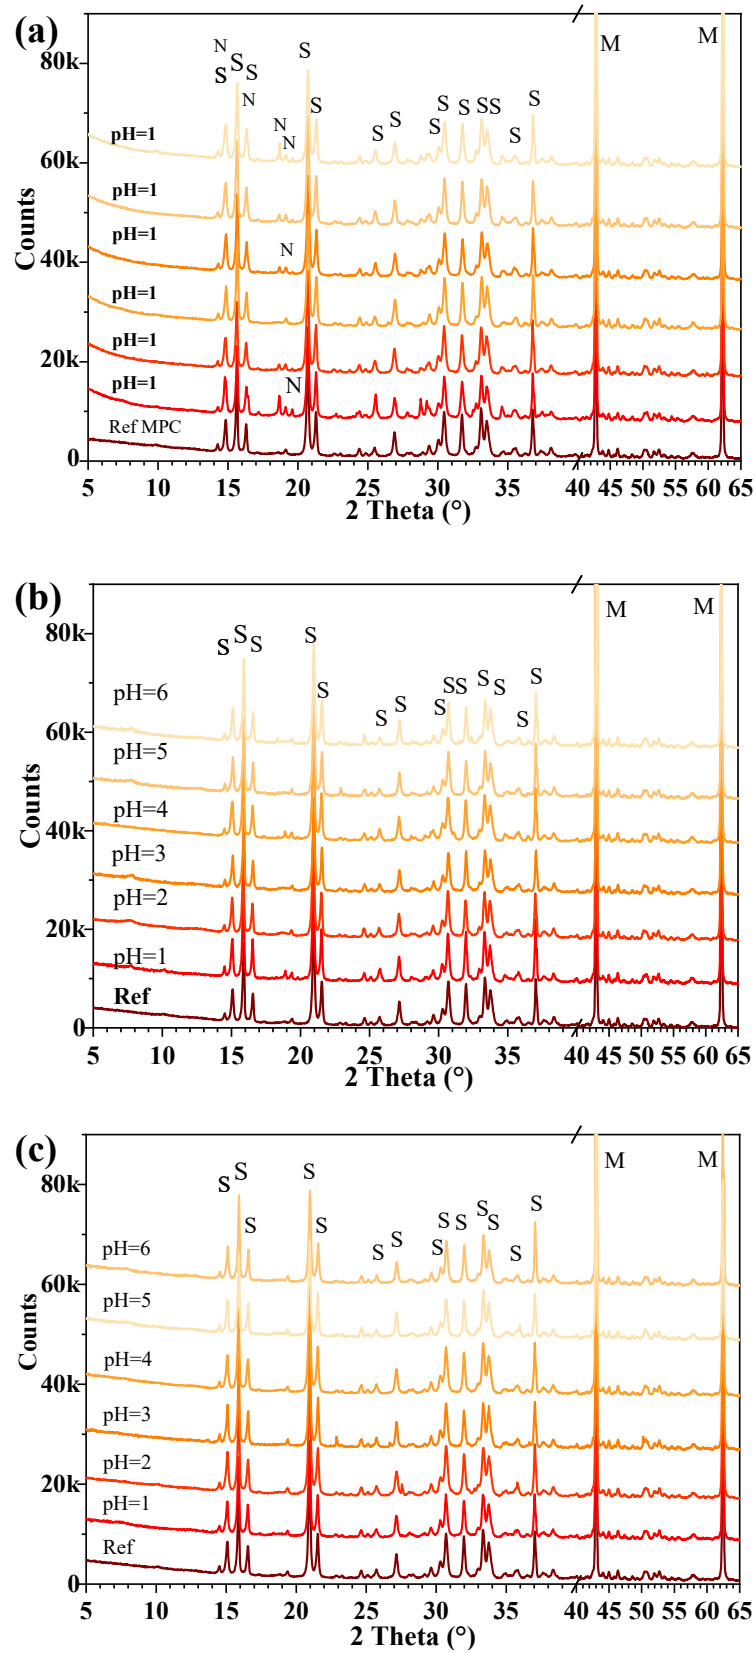 (a)
80k
60k
40k
20k
0
Counts
N
S S S
N
N
N
S
S
S S S S S S S S S
M M
N
N
pH=1
pH=1
pH=1
pH=1
pH=1
pH=1
Ref MPC
5 10 15 20 25 30 35 40 45 50 55 60 65
2 Theta (°)
(b)
80k
60k
40k
20k
0
Counts
S S S S S S S S S S S S S S
M M
pH=6
pH=5
pH=4
pH=3
pH=2
pH=1
Ref
5 10 15 20 25 30 35 40 45 50 55 60 65
2 Theta (°)
(c)
80k
60k
40k
20k
0
Counts
S S S S S S S S S S S S S S
M M
pH=6
pH=5
pH=4
pH=3
pH=2
pH=1
Ref
5 10 15 20 25 30 35 40 45 50 55 60 65
2 Theta (°)